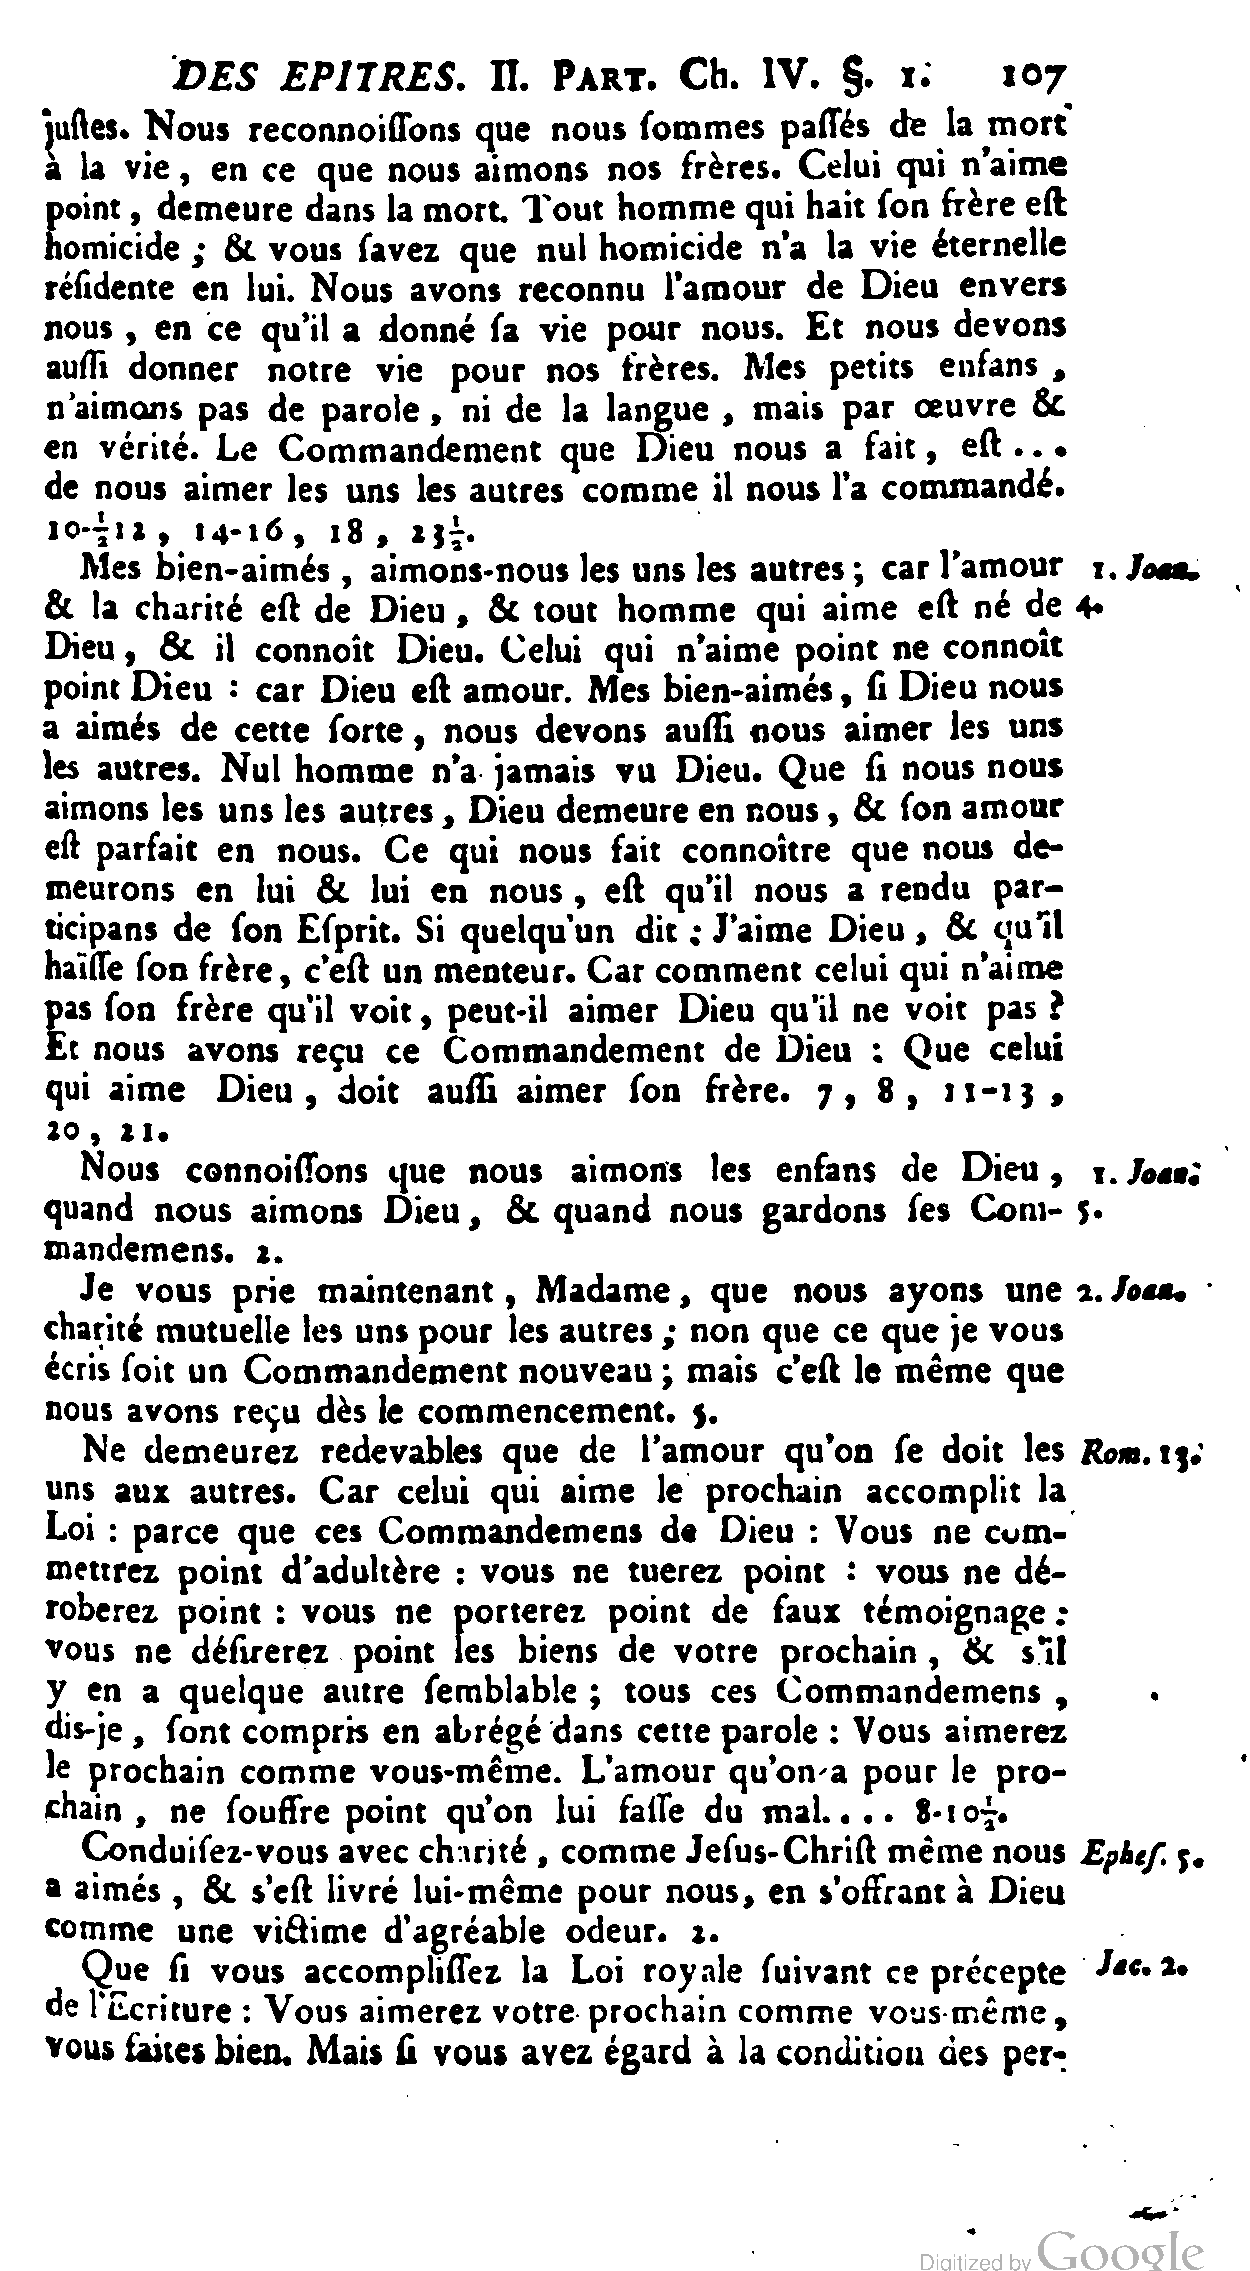 DES EPITRES. II. PART. Ch. IV. §. 1. 107
juſtes. Nous reconnoiſſons que nous ſommes paſſés de la mort
à la vie, en ce que nous aimons nos frères. Celui qui n'aime
point, demeure dans la mort. Tout homme qui hait ſon frère eſt
homicide ; & vous ſavez que nul homicide n'a la vie éternelle
réſidente en lui. Nous avons reconnu l'amour de Dieu envers
nous, en ce qu'il a donné ſa vie pour nous. Et nous devons
auſſi donner notre vie pour nos frères. Mes petits enfans,
n'aimons pas de parole, ni de la langue, mais par œuvre &
en vérité. Le Commandement que Dieu nous a fait, eſt ...
de nous aimer les uns les autres comme il nous l'a commandé.
10-½12, 14-16, 18, 23½.
Mes bien-aimés, aimons-nous les uns les autres ; car l'amour 1. Joan.
& la charité eſt de Dieu, & tout homme qui aime eſt né de 4.
Dieu, & il connoît Dieu. Celui qui n'aime point ne connoît
point Dieu : car Dieu eſt amour. Mes bien-aimés, ſi Dieu nous
a aimés de cette ſorte, nous devons auſſi nous aimer les uns
les autres. Nul homme n'a jamais vu Dieu. Que ſi nous nous
aimons les uns les autres, Dieu demeure en nous, & ſon amour
eſt parfait en nous. Ce qui nous fait connoître que nous de-
meurons en lui & lui en nous, eſt qu'il nous a rendu par-
ticipans de ſon Eſprit. Si quelqu'un dit : J'aime Dieu, & qu'il
haïſſe ſon frère, c'eſt un menteur. Car comment celui qui n'aime
pas ſon frère qu'il voit, peut-il aimer Dieu qu'il ne voit pas ?
Et nous avons reçu ce Commandement de Dieu : Que celui
qui aime Dieu, doit auſſi aimer ſon frère. 7, 8, 11-13,
20, 21.
Nous connoiſſons que nous aimons les enfans de Dieu, 1. Joan.
quand nous aimons Dieu, & quand nous gardons ſes Com- 5.
mandemens. 2.
Je vous prie maintenant, Madame, que nous ayons une 2. Joan.
charité mutuelle les uns pour les autres ; non que ce que je vous
écris ſoit un Commandement nouveau ; mais c'eſt le même que
nous avons reçu dès le commencement. 5.
Ne demeurez redevables que de l'amour qu'on ſe doit les Rom. 13.
uns aux autres. Car celui qui aime le prochain accomplit la
Loi : parce que ces Commandemens de Dieu : Vous ne com-
mettrez point d'adultère : vous ne tuerez point : vous ne dé-
roberez point : vous ne porterez point de faux témoignage :
vous ne déſirerez point les biens de votre prochain, & s'il
y en a quelque autre ſemblable ; tous ces Commandemens,
dis-je, ſont compris en abrégé dans cette parole : Vous aimerez
le prochain comme vous-même. L'amour qu'on a pour le pro-
chain, ne ſouffre point qu'on lui faſſe du mal.... 8-10½.
Conduiſez-vous avec charité, comme Jeſus-Chriſt même nous Epheſ. 5.
a aimés, & s'eſt livré lui-même pour nous, en s'offrant à Dieu
comme une victime d'agréable odeur. 2.
Que ſi vous accompliſſez la Loi royale ſuivant ce précepte Jac. 2.
de l'Ecriture : Vous aimerez votre prochain comme vous-même,
vous faites bien. Mais ſi vous avez égard à la condition des per-
Digitized by Google